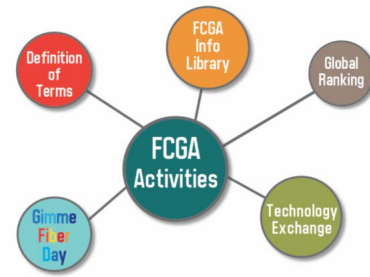 FCGA
Info
Library
Definition
of
Terms
Global
Ranking
FCGA
Activities
Gimme
Fiber
Day
Technology
Exchange